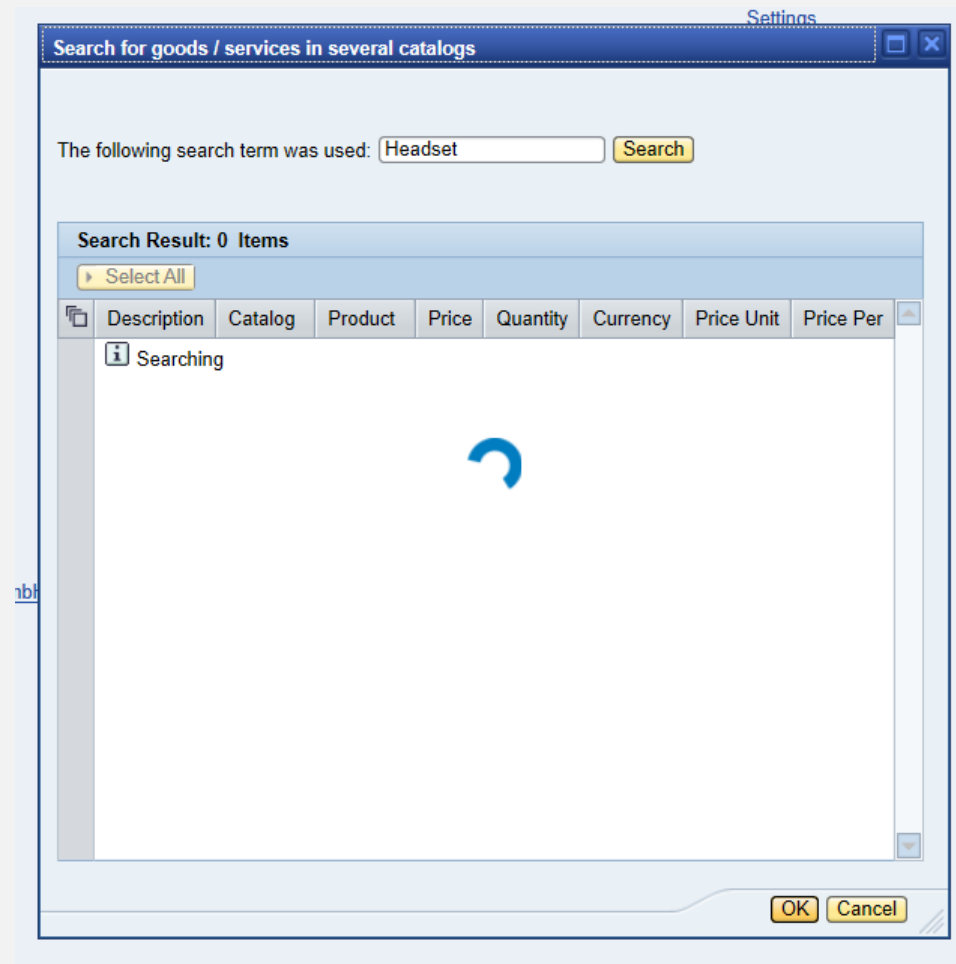 Settings
Search for goods / services in several catalogs
The following search term was used: Headset Search
Search Result: 0 Items
Select All
Description Catalog Product Price Quantity Currency Price Unit Price Per
Searching
OK Cancel